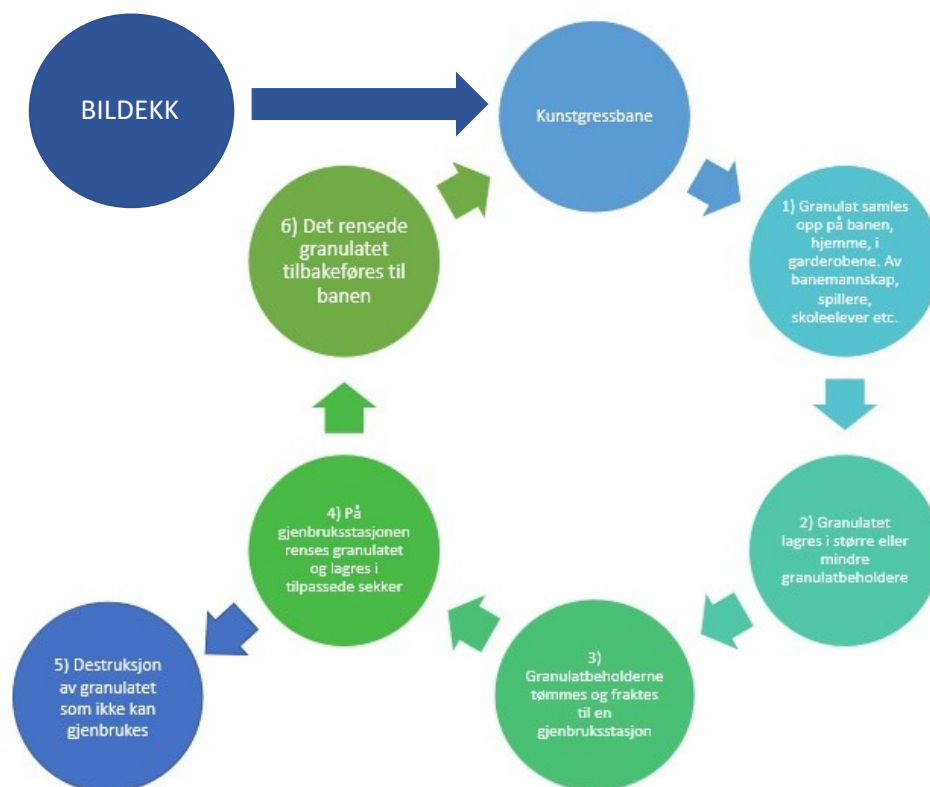 BILDEKK
Kunstgressbane
1) Granulat samles
opp på banen,
hjemme, i
garderobene. Av
banemannskap,
spillere,
skoleelever etc.
2) Granulatet
lagres i større eller
mindre
granulatbeholdere
3)
Granulatbeholderne
tømmes og fraktes
til en
gjenbruksstasjon
4) På
gjenbruksstasjonen
renses granulatet
og lagres i
tilpassede sekker
5) Destruksjon
av granulatet
som ikke kan
gjenbrukes
6) Det rensede
granulatet
tilbakeføres til
banen